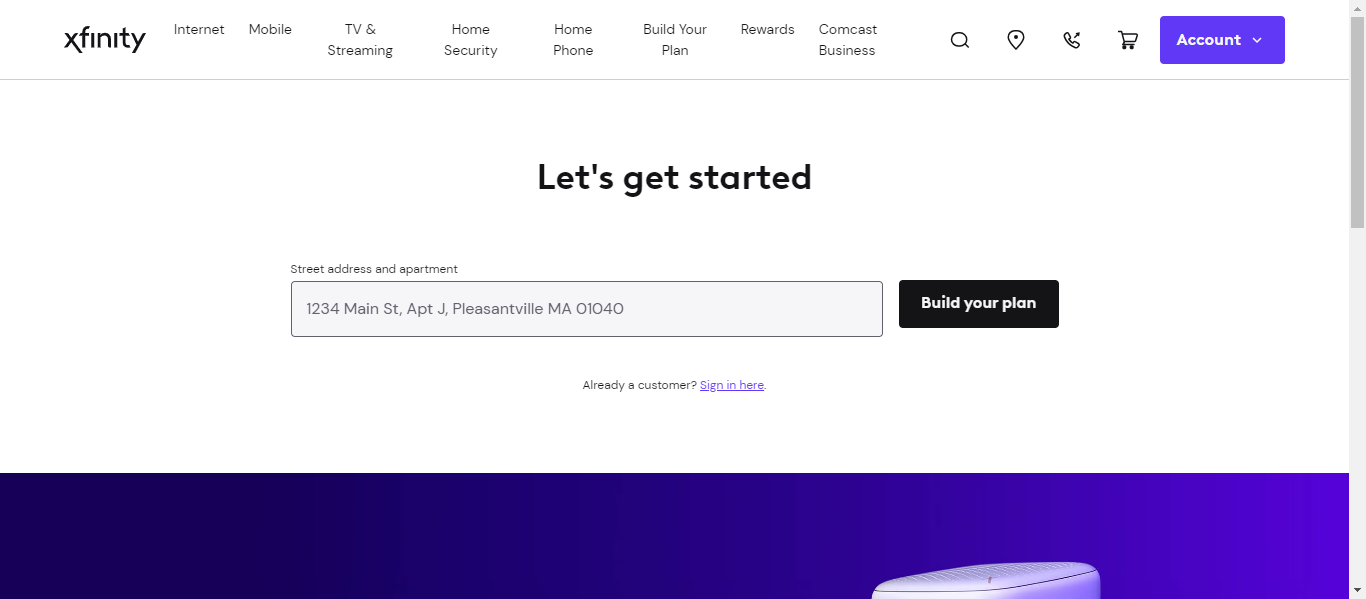 xfinity
Internet
Mobile
TV &
Streaming
Home
Security
Home
Phone
Build Your
Plan
Rewards
Comcast
Business
Account
Let's get started
Street address and apartment
1234 Main St, Apt J, Pleasantville MA 01040
Build your plan
Already a customer? Sign in here.